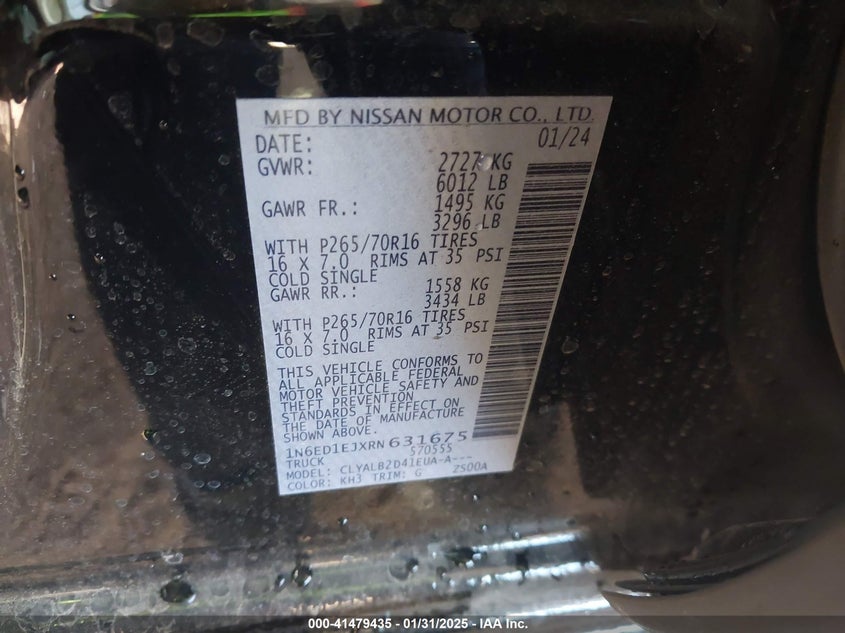 MFD BY NISSAN MOTOR CO., LTD.
DATE: 01/24
GVWR: 2727 KG
6012 LB
GAWR FR.: 1495 KG
3296 LB
WITH P265/70R16 TIRES
16 X 7.0 RIMS AT 35 PSI
COLD SINGLE
GAWR RR.: 1558 KG
3434 LB
WITH P265/70R16 TIRES
16 X 7.0 RIMS AT 35 PSI
COLD SINGLE
THIS VEHICLE CONFORMS TO
ALL APPLICABLE FEDERAL
MOTOR VEHICLE SAFETY AND
THEFT PREVENTION
STANDARDS IN EFFECT ON
THE DATE OF MANUFACTURE
SHOWN ABOVE.
1N6ED1EJXRN631675
TRUCK 570555
MODEL: CLYALB2D41EUA-A---
COLOR: KH3 TRIM: G ZS00A
000-41479435 - 01/31/2025 - IAA Inc.